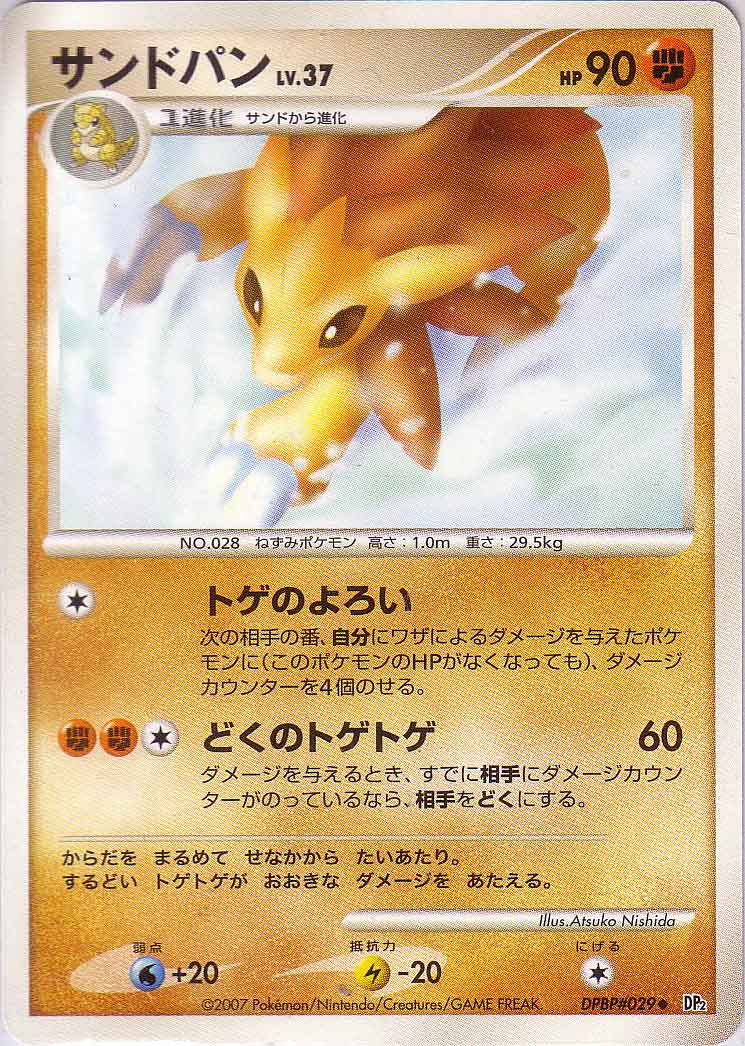 サンドパン LV.37 HP 90
1進化 サンドから進化
NO.028 ねずみポケモン 高さ：1.0m 重さ：29.5kg
トゲのよろい
次の相手の番、自分にワザによるダメージを与えたポケ
モンに（このポケモンのHPがなくなっても）、ダメージ
カウンターを4個のせる。
どくのトゲトゲ 60
ダメージを与えるとき、すでに相手にダメージカウン
ターがのっているなら、相手をどくにする。
からだを まるめて せなかから たいあたり。
するどい トゲトゲが おおきな ダメージを あたえる。
Illus.Atsuko Nishida
弱点 抵抗力 にげる
+20 -20
©2007 Pokémon/Nintendo/Creatures/GAME FREAK. DPBP#029 DP2